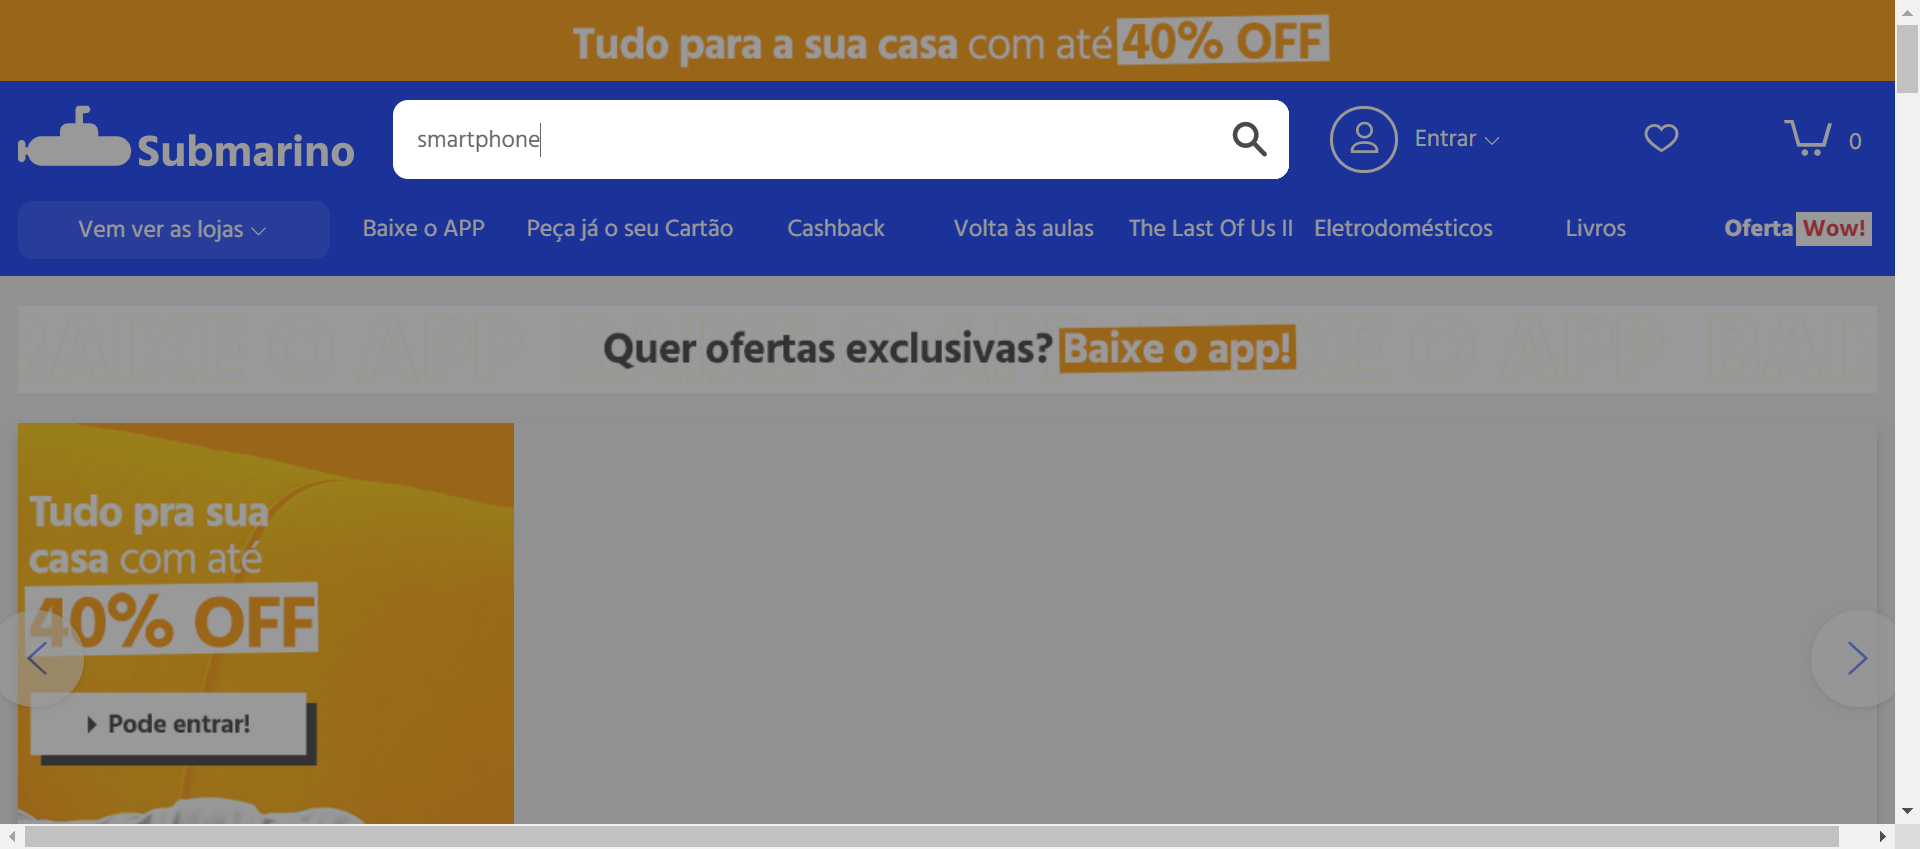 Tudo para a sua casa com até 40% OFF
Submarino
smartphone
Entrar
0
Vem ver as lojas
Baixe o APP
Peça já o seu Cartão
Cashback
Volta às aulas
The Last Of Us II
Eletrodomésticos
Livros
Oferta Wow!
BAIXE O APP BAIXE O APP BAIXE O APP BAIX
Quer ofertas exclusivas? Baixe o app!
Tudo pra sua
casa com até
40% OFF
Pode entrar!